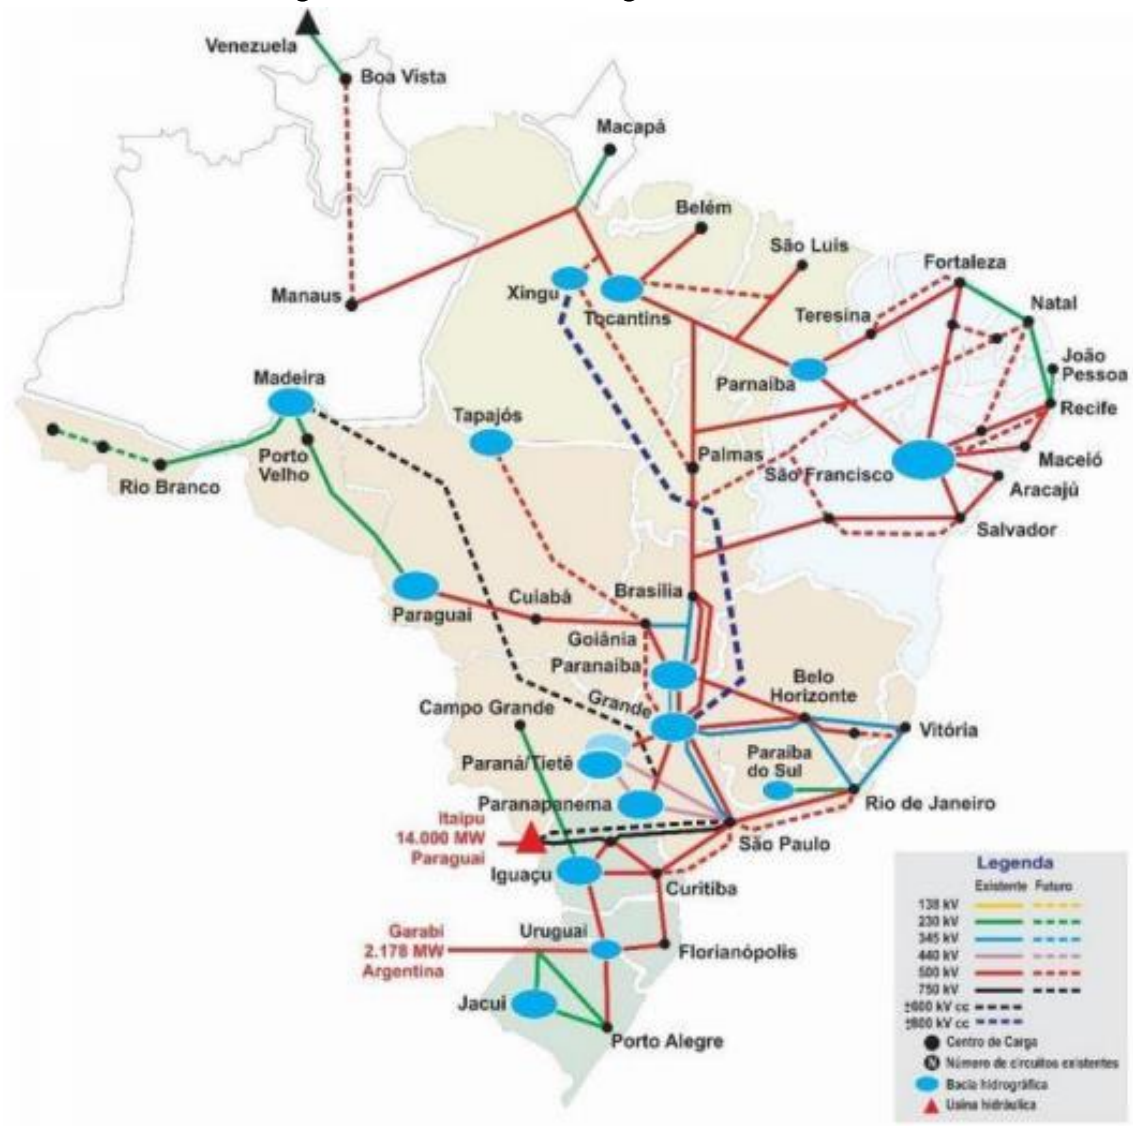 Venezuela
Boa Vista
Macapá
Belém
São Luis
Fortaleza
Manaus
Xingu
Tocantins
Teresina
Natal
João
Pessoa
Parnaiba
Recife
Madeira
Tapajós
Palmas
São Francisco
Maceió
Aracajú
Porto
Velho
Rio Branco
Salvador
Paraguai
Cuiabá
Brasilia
Goiânia
Paranaiba
Belo
Horizonte
Grande
Campo Grande
Vitória
Paraná/Tietê
Paraiba
do Sul
Paranapanema
Rio de Janeiro
Itaipu
14.000 MW
Paraguai
São Paulo
Iguaçu
Curitiba
Garabi
2.178 MW
Argentina
Uruguai
Florianópolis
Jacui
Porto Alegre
Legenda
Existente Futuro
138 kV
230 kV
345 kV
440 kV
500 kV
750 kV
±600 kV cc
±800 kV cc
Centro de Carga
N Número de circuitos existentes
Bacia hidrográfica
Usina hidráulica